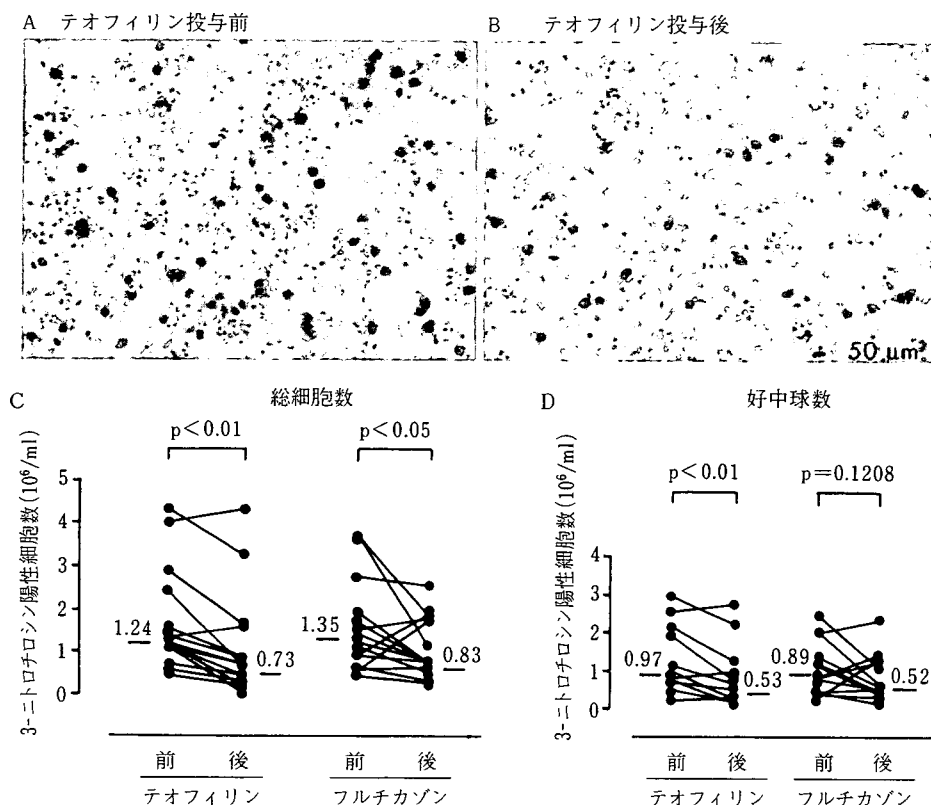 A テオフィリン投与前
B テオフィリン投与後
50 μm²
C 総細胞数
3-ニトロチロシン陽性細胞数(10⁶/ml)
p<0.01
p<0.05
5
4
3
2
1
0
1.24
0.73
1.35
0.83
前 後 前 後
テオフィリン フルチカゾン
D 好中球数
3-ニトロチロシン陽性細胞数(10⁶/ml)
p<0.01
p=0.1208
4
3
2
1
0
0.97
0.53
0.89
0.52
前 後 前 後
テオフィリン フルチカゾン